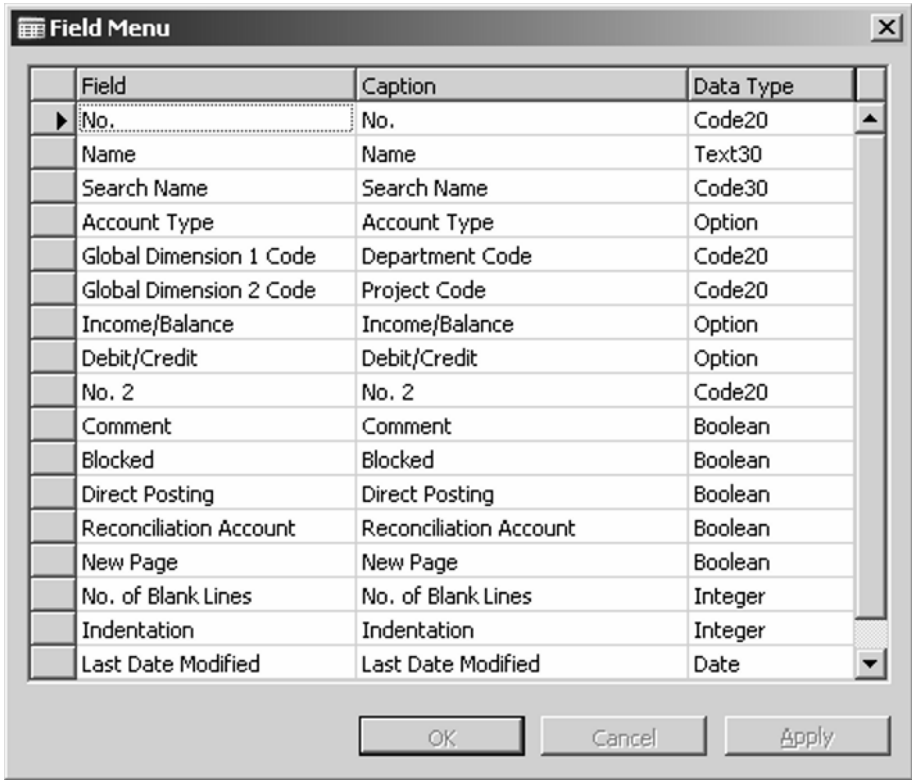 Field Menu
Field Caption Data Type
No. No. Code20
Name Name Text30
Search Name Search Name Code30
Account Type Account Type Option
Global Dimension 1 Code Department Code Code20
Global Dimension 2 Code Project Code Code20
Income/Balance Income/Balance Option
Debit/Credit Debit/Credit Option
No. 2 No. 2 Code20
Comment Comment Boolean
Blocked Blocked Boolean
Direct Posting Direct Posting Boolean
Reconciliation Account Reconciliation Account Boolean
New Page New Page Boolean
No. of Blank Lines No. of Blank Lines Integer
Indentation Indentation Integer
Last Date Modified Last Date Modified Date
OK Cancel Apply